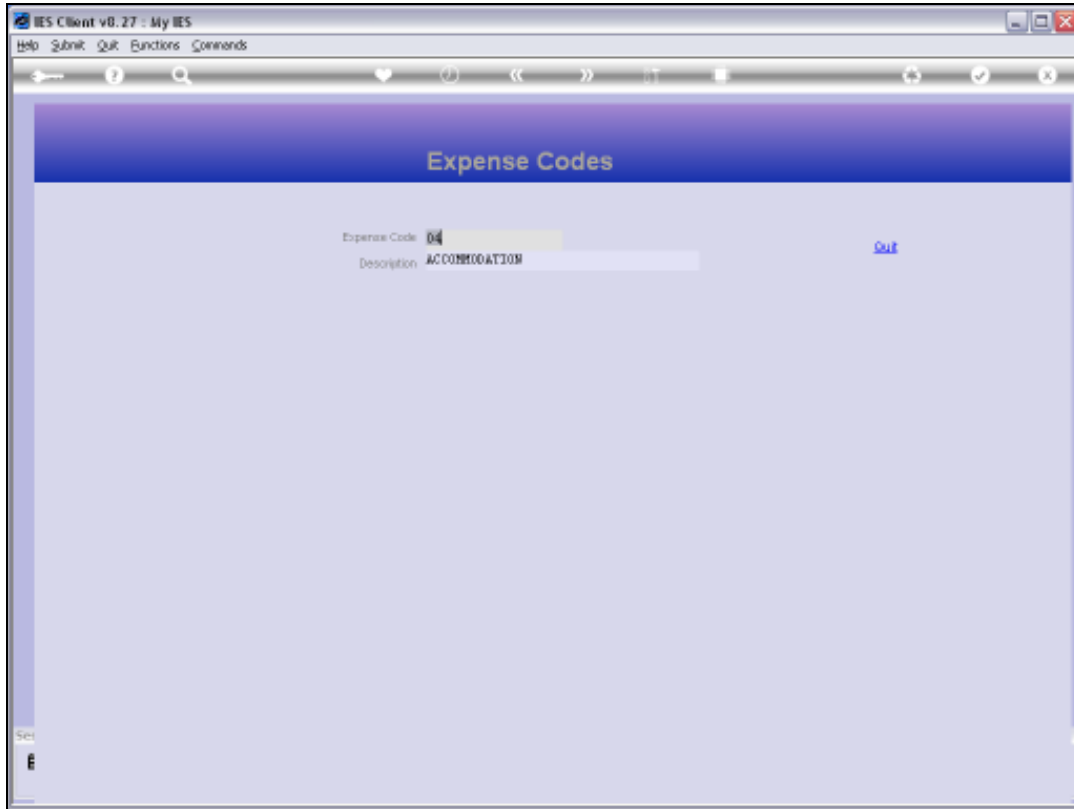 IES Client v8.27 : My IES
Help Submit Quit Functions Commands
Expense Codes
Expense Code 04
Quit
Description ACCOMMODATION